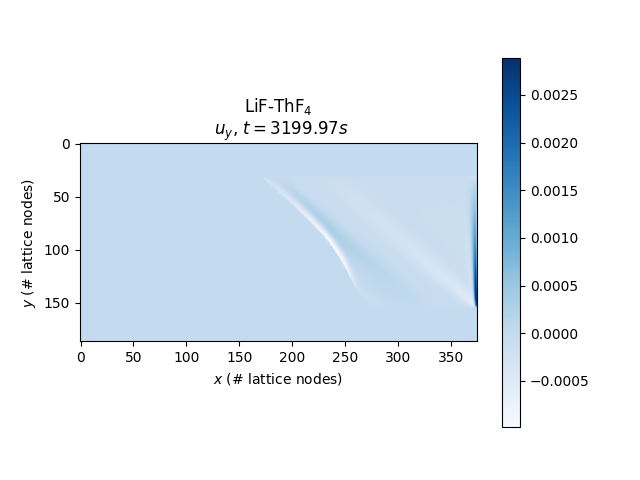 LiF-ThF₄
u_y, t = 3199.97s
0
50
100
150
y (# lattice nodes)
0 50 100 150 200 250 300 350
x (# lattice nodes)
0.0025
0.0020
0.0015
0.0010
0.0005
0.0000
−0.0005